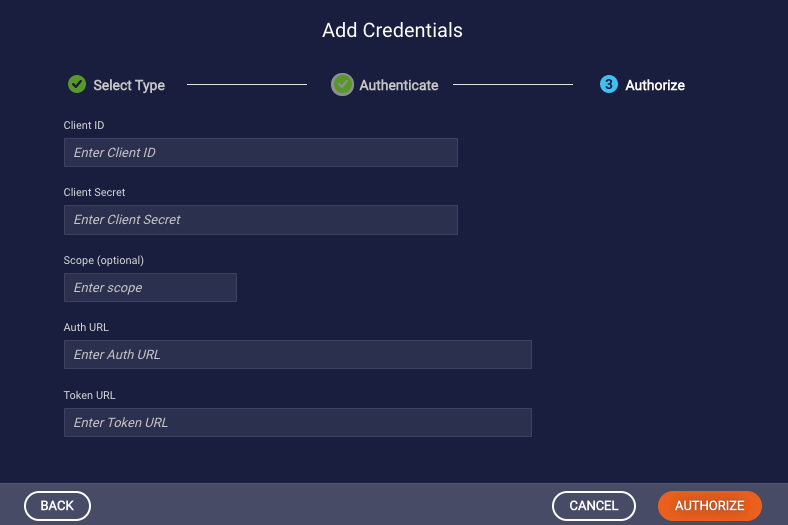 Add Credentials
Select Type Authenticate 3 Authorize
Client ID
Enter Client ID
Client Secret
Enter Client Secret
Scope (optional)
Enter scope
Auth URL
Enter Auth URL
Token URL
Enter Token URL
BACK CANCEL AUTHORIZE